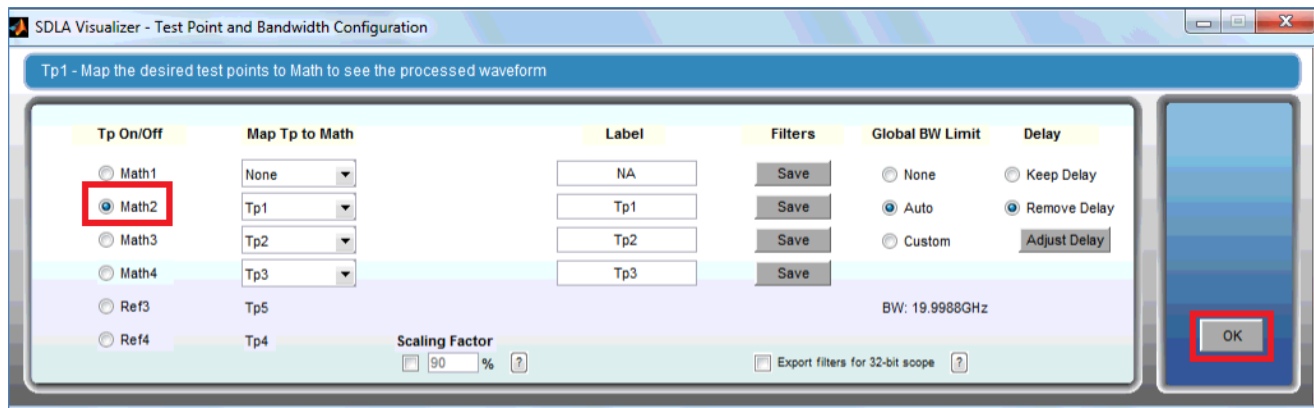 SDLA Visualizer - Test Point and Bandwidth Configuration
Tp1 - Map the desired test points to Math to see the processed waveform
Tp On/Off Map Tp to Math Label Filters Global BW Limit Delay
Math1 None NA Save None Keep Delay
Math2 Tp1 Tp1 Save Auto Remove Delay
Math3 Tp2 Tp2 Save Custom Adjust Delay
Math4 Tp3 Tp3 Save
Ref3 Tp5 BW: 19.9988GHz
Ref4 Tp4 Scaling Factor OK
90 % ? Export filters for 32-bit scope ?